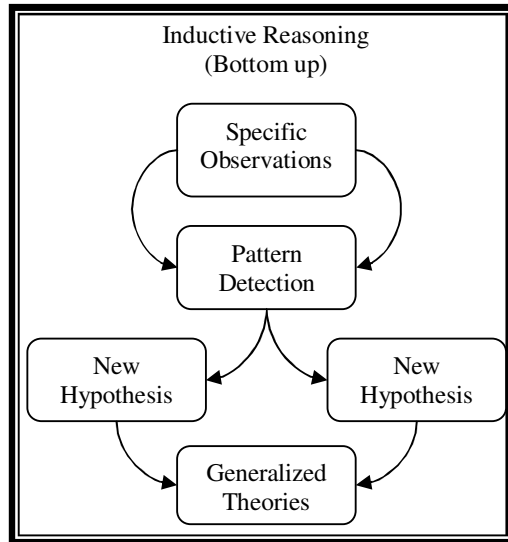 Inductive Reasoning
(Bottom up)
Specific
Observations
Pattern
Detection
New
Hypothesis
New
Hypothesis
Generalized
Theories